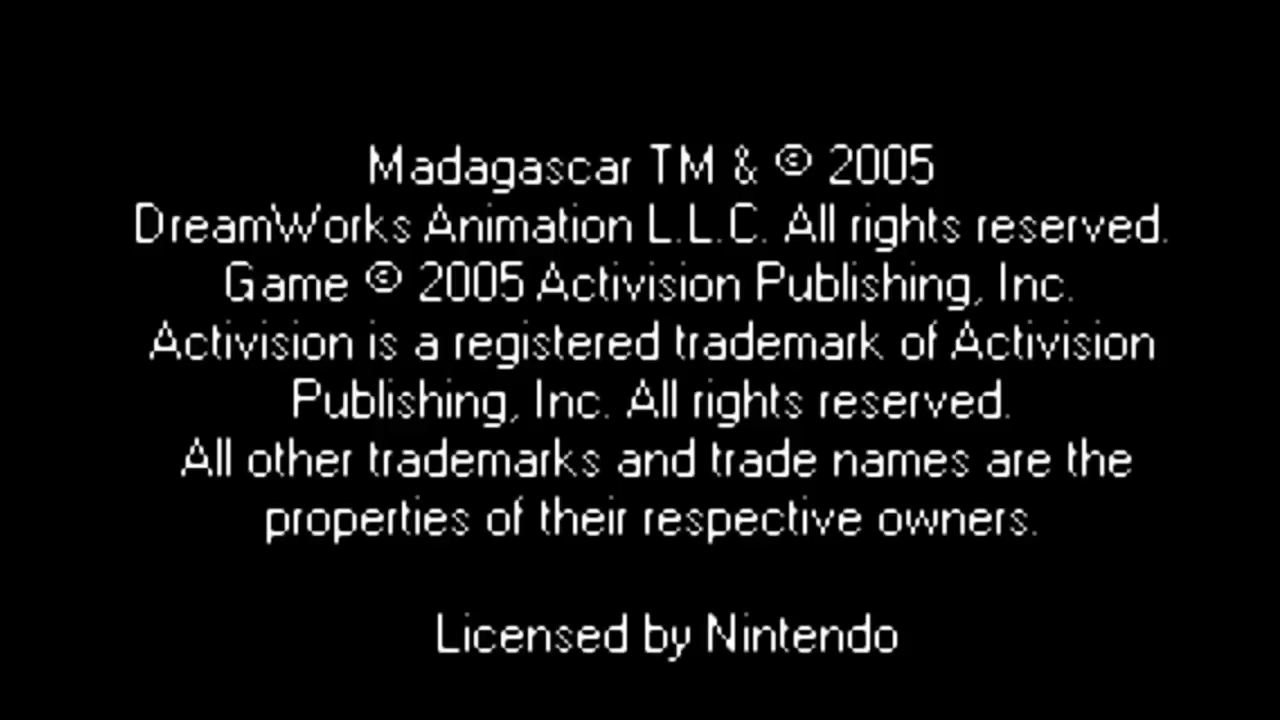 Madagascar TM & © 2005
DreamWorks Animation L.L.C. All rights reserved.
Game © 2005 Activision Publishing, Inc.
Activision is a registered trademark of Activision
Publishing, Inc. All rights reserved.
All other trademarks and trade names are the
properties of their respective owners.
Licensed by Nintendo